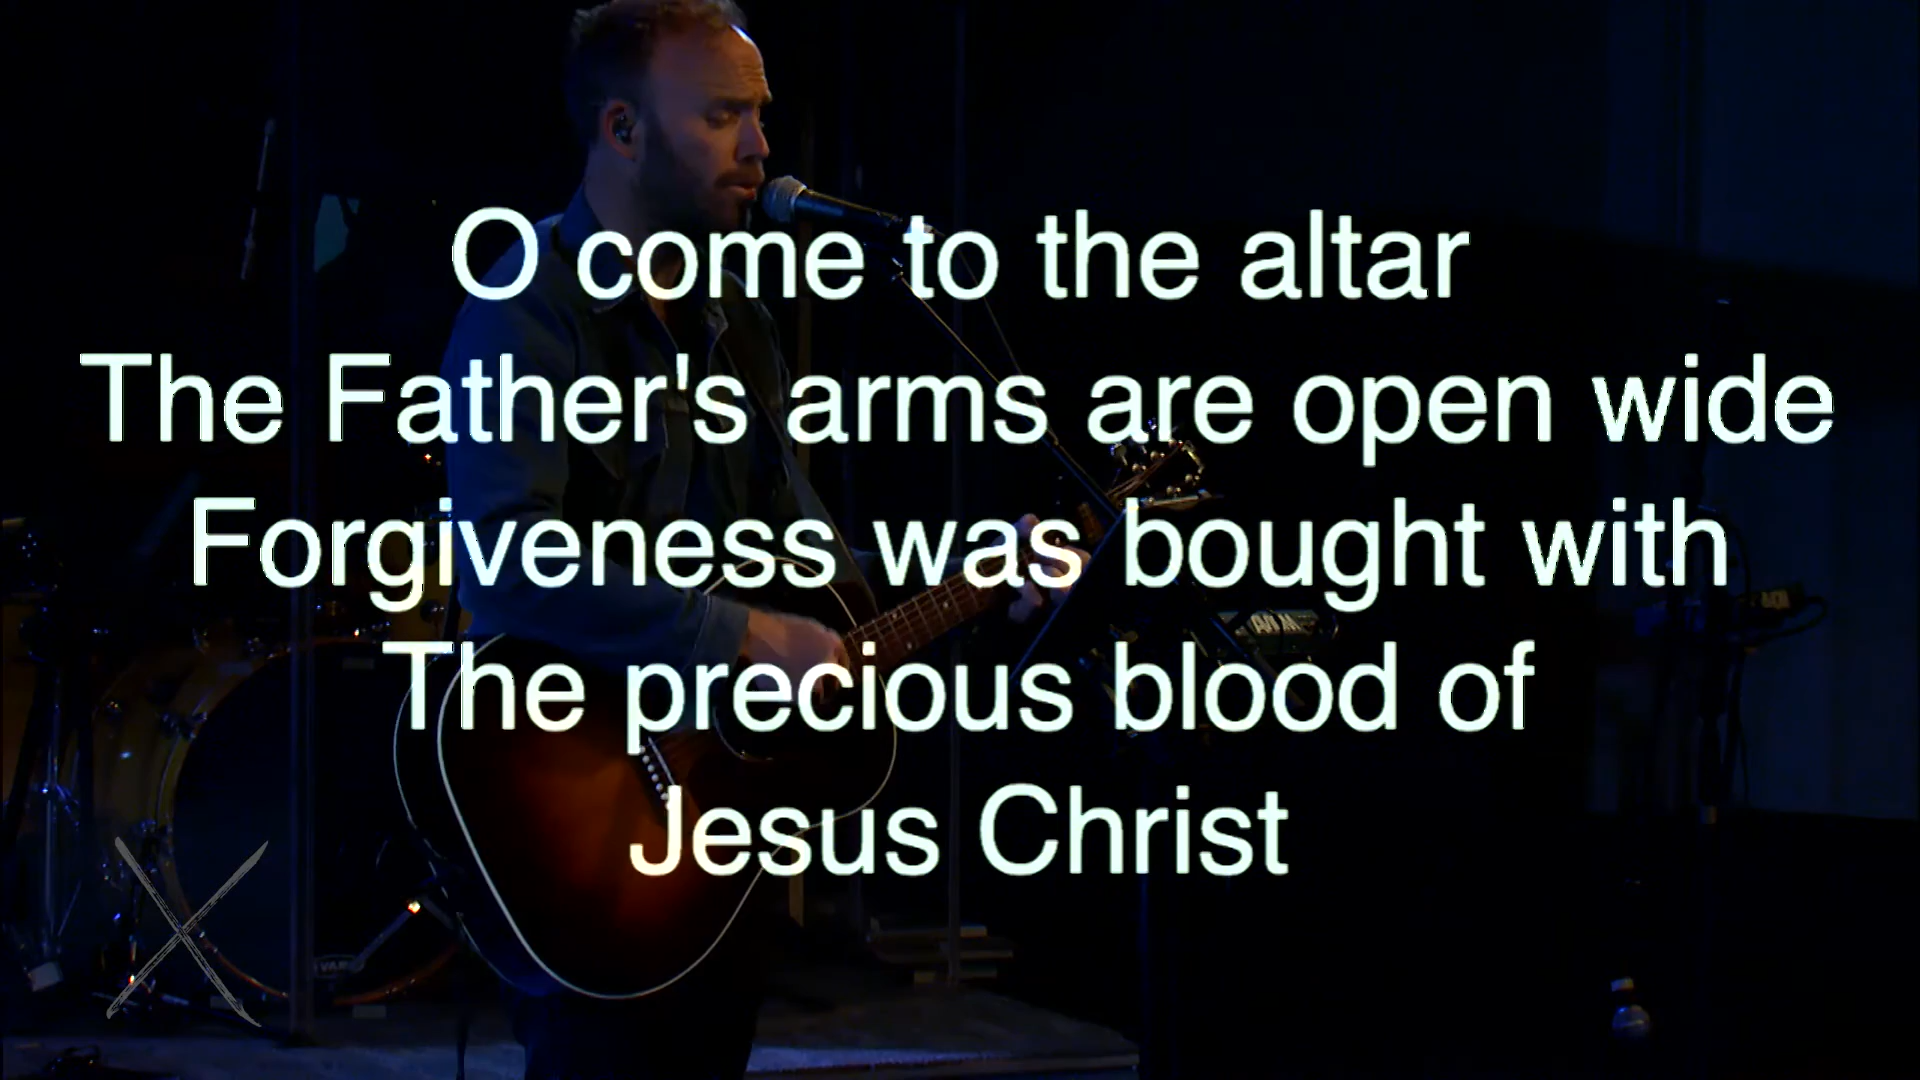 O come to the altar
The Father's arms are open wide
Forgiveness was bought with
The precious blood of
Jesus Christ